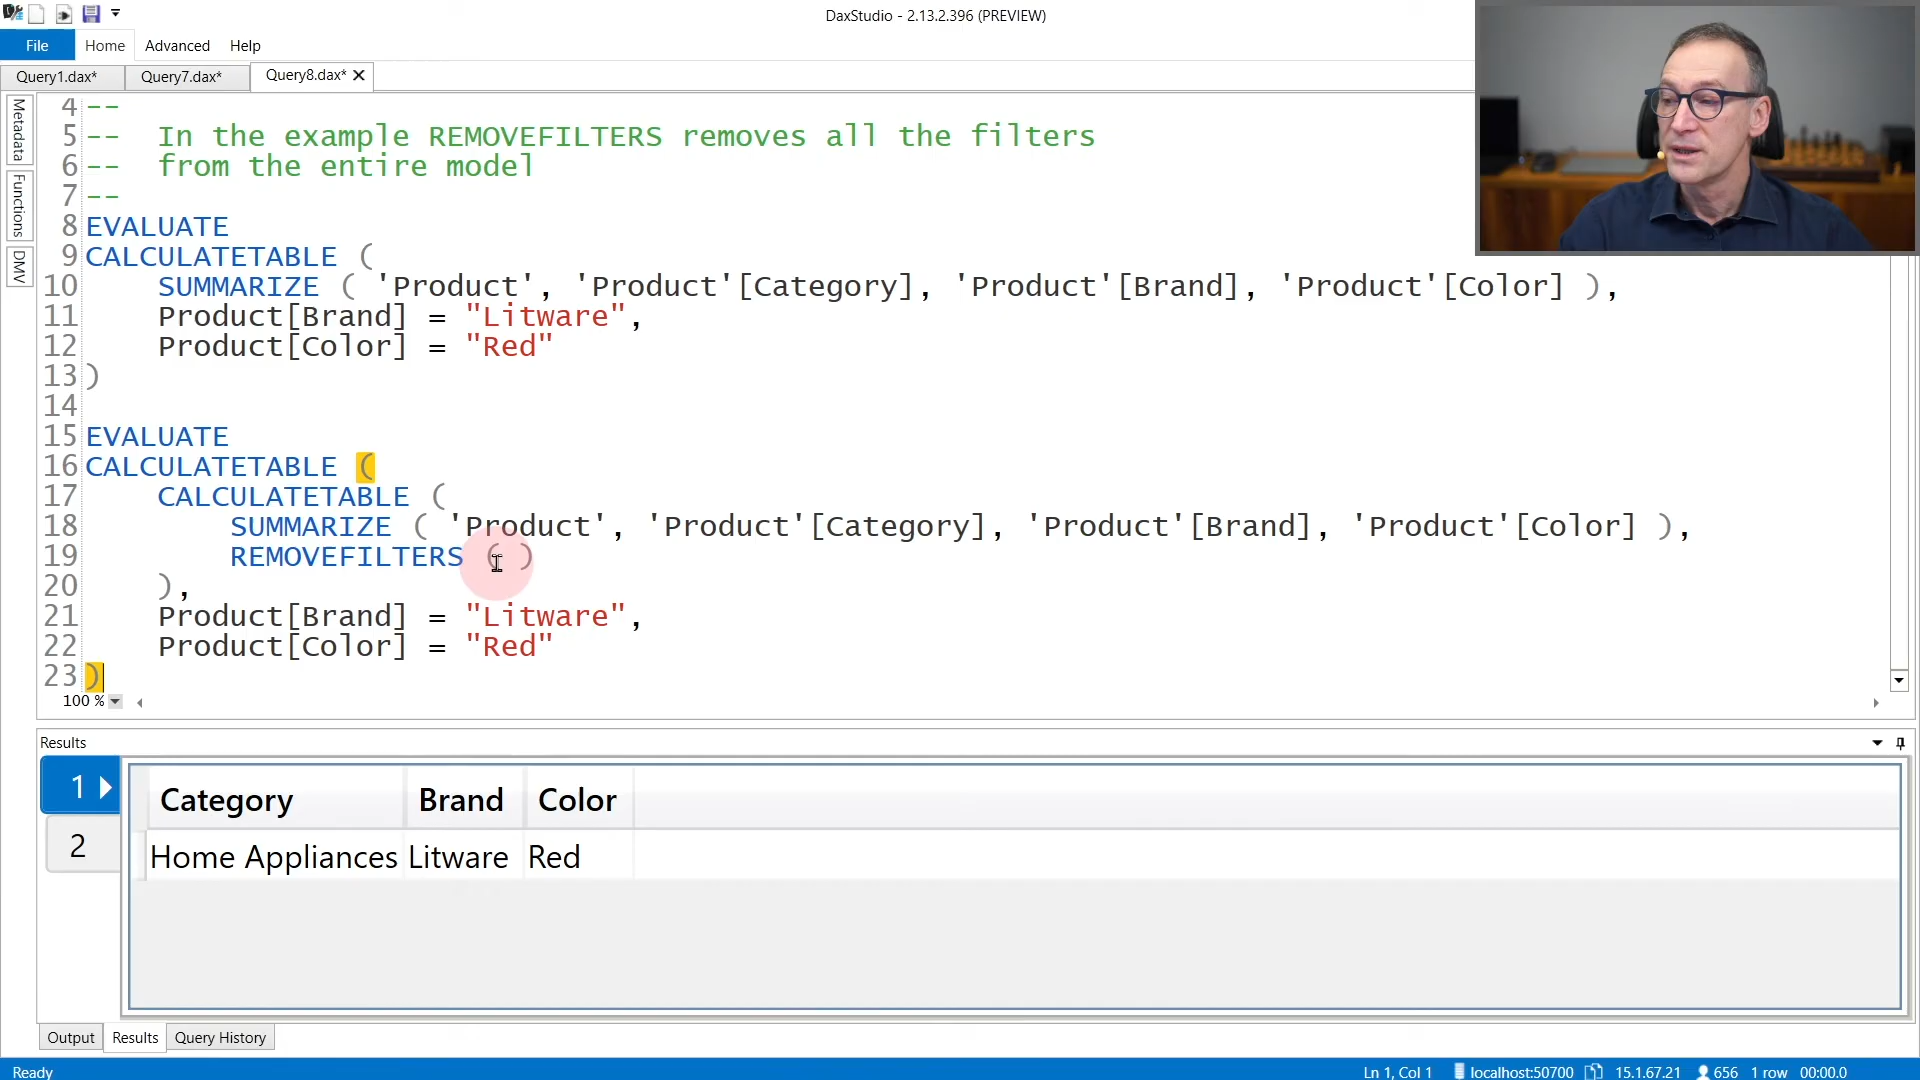 DaxStudio - 2.13.2.396 (PREVIEW)
File Home Advanced Help
Query1.dax* Query7.dax* Query8.dax*
Metadata
Functions
DMV
4 --
5 -- In the example REMOVEFILTERS removes all the filters
6 -- from the entire model
7 --
8 EVALUATE
9 CALCULATETABLE (
10 SUMMARIZE ( 'Product', 'Product'[Category], 'Product'[Brand], 'Product'[Color] ),
11 Product[Brand] = "Litware",
12 Product[Color] = "Red"
13 )
14
15 EVALUATE
16 CALCULATETABLE (
17 CALCULATETABLE (
18 SUMMARIZE ( 'Product', 'Product'[Category], 'Product'[Brand], 'Product'[Color] ),
19 REMOVEFILTERS ( )
20 ),
21 Product[Brand] = "Litware",
22 Product[Color] = "Red"
23 )
100 %
Results
1
2
Category Brand Color
Home Appliances Litware Red
Output Results Query History
Ready Ln 1, Col 1 localhost:50700 15.1.67.21 656 1 row 00:00.0